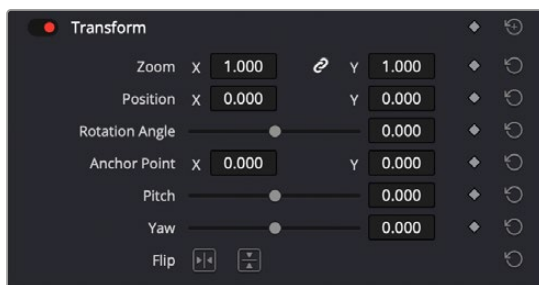 Transform
Zoom X 1.000 Y 1.000
Position X 0.000 Y 0.000
Rotation Angle 0.000
Anchor Point X 0.000 Y 0.000
Pitch 0.000
Yaw 0.000
Flip